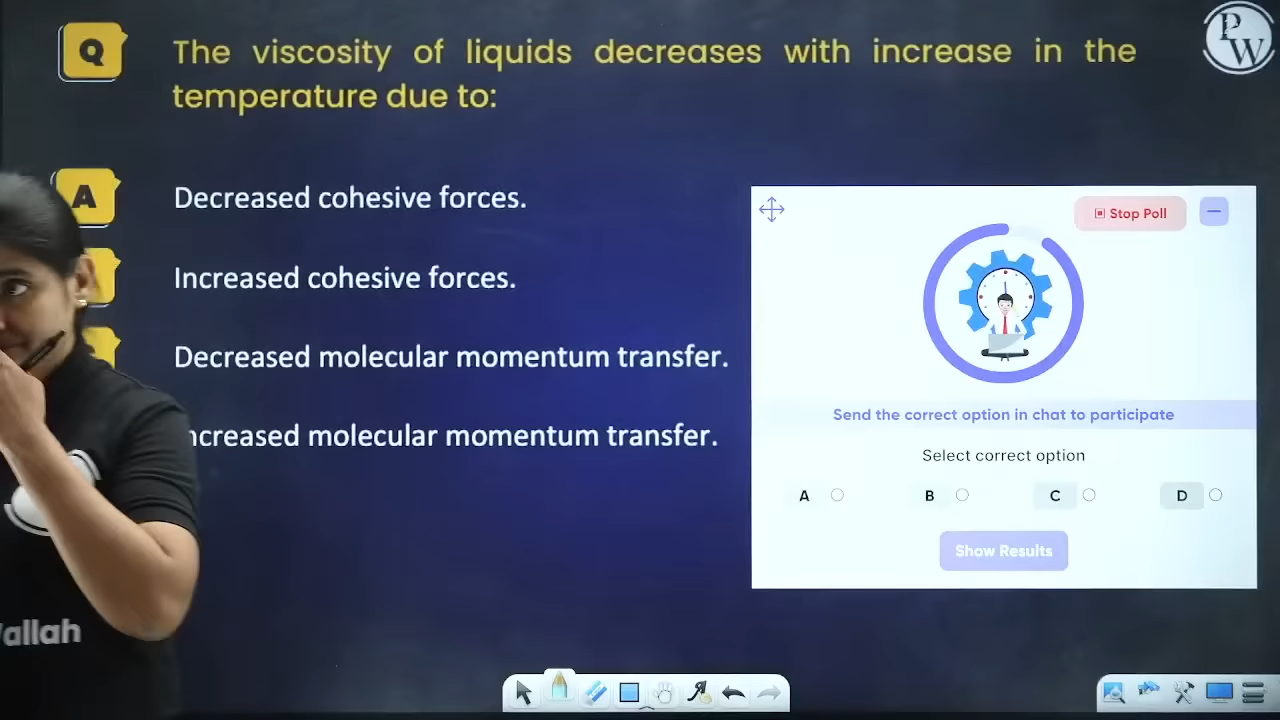 Q
The viscosity of liquids decreases with increase in the
temperature due to:
PW
A
Decreased cohesive forces.
Increased cohesive forces.
Decreased molecular momentum transfer.
ncreased molecular momentum transfer.
Stop Poll
Send the correct option in chat to participate
Select correct option
A B C D
Show Results
allah